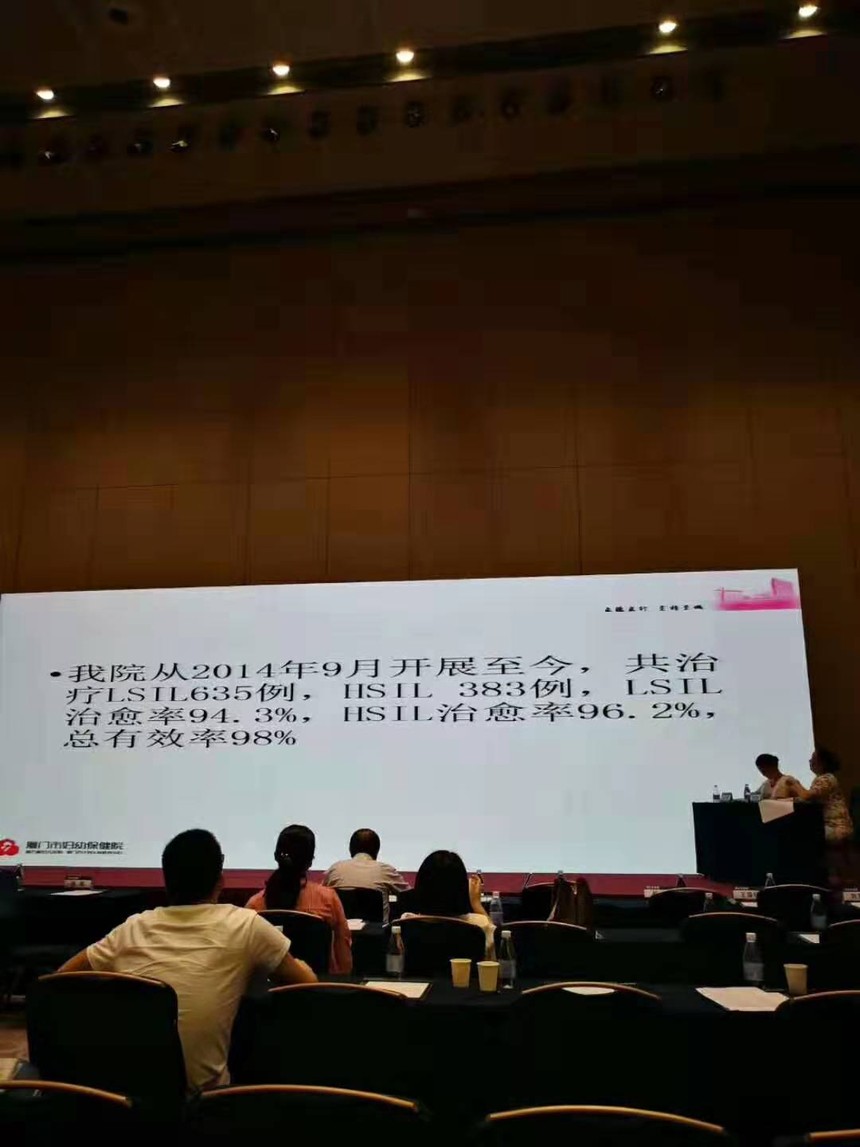 •我院从2014年9月开展至今，共治
疗LSIL635例，HSIL 383例，LSIL
治愈率94.3%，HSIL治愈率96.2%，
总有效率98%
厦门市妇幼保健院